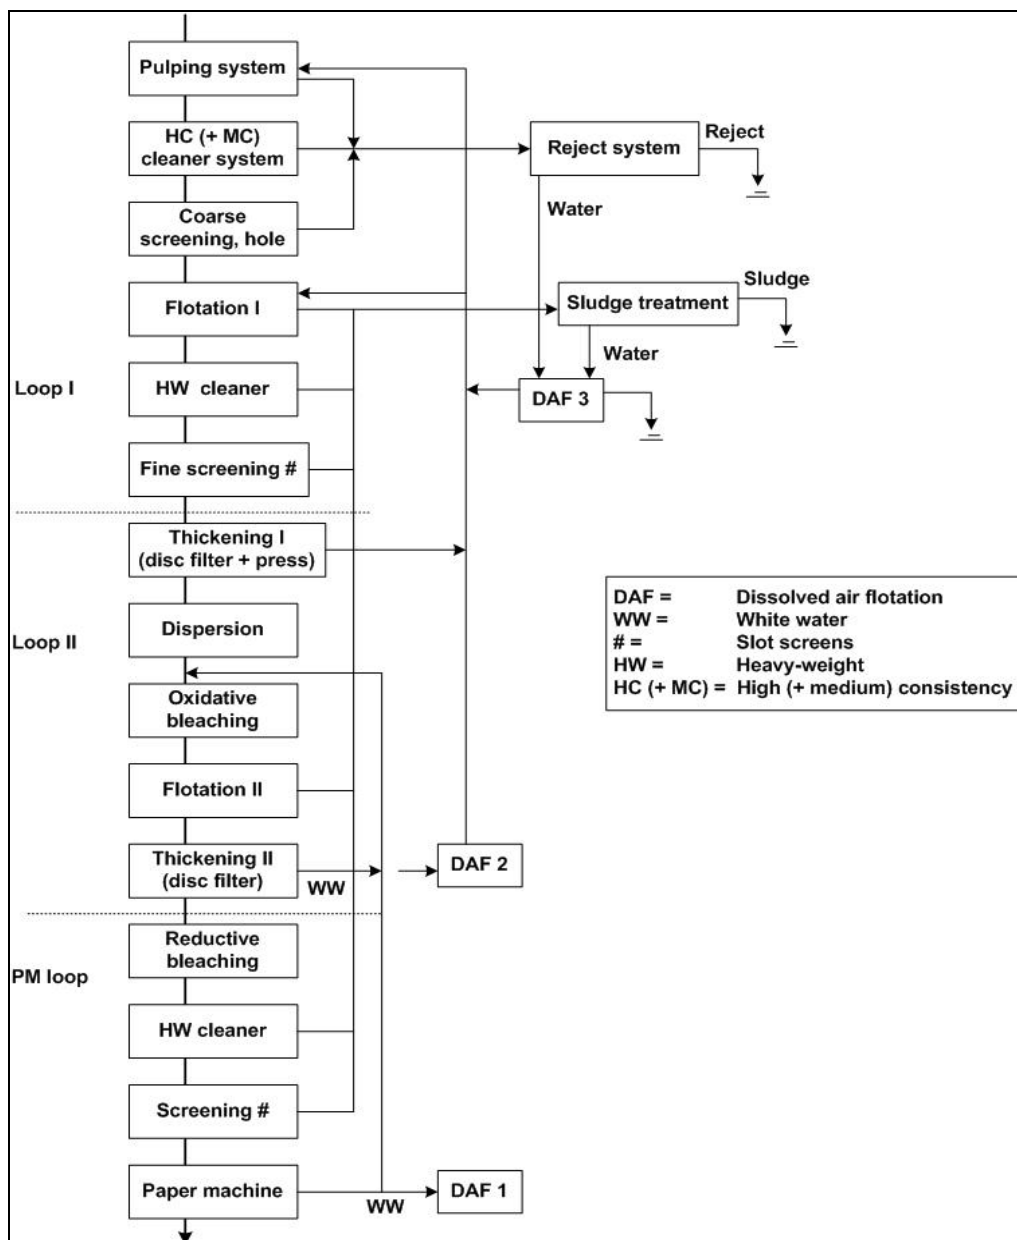 Pulping system
HC (+ MC)
cleaner system
Reject system
Reject
Water
Coarse
screening, hole
Flotation I
Sludge treatment
Sludge
Water
Loop I
HW cleaner
DAF 3
Fine screening #
Thickening I
(disc filter + press)
Loop II
Dispersion
DAF = Dissolved air flotation
WW = White water
# = Slot screens
HW = Heavy-weight
HC (+ MC) = High (+ medium) consistency
Oxidative
bleaching
Flotation II
Thickening II
(disc filter)
WW
DAF 2
Reductive
bleaching
PM loop
HW cleaner
Screening #
Paper machine
WW
DAF 1